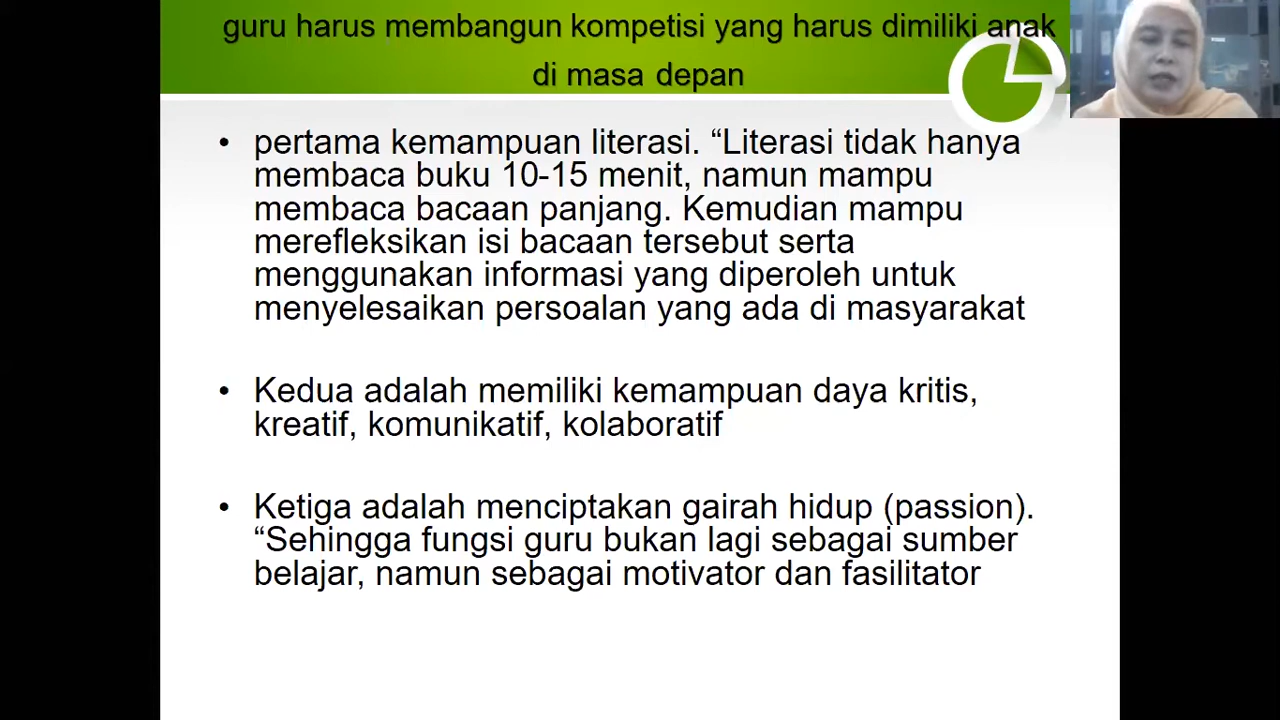 guru harus membangun kompetisi yang harus dimiliki anak
di masa depan
• pertama kemampuan literasi. “Literasi tidak hanya
membaca buku 10-15 menit, namun mampu
membaca bacaan panjang. Kemudian mampu
merefleksikan isi bacaan tersebut serta
menggunakan informasi yang diperoleh untuk
menyelesaikan persoalan yang ada di masyarakat
• Kedua adalah memiliki kemampuan daya kritis,
kreatif, komunikatif, kolaboratif
• Ketiga adalah menciptakan gairah hidup (passion).
“Sehingga fungsi guru bukan lagi sebagai sumber
belajar, namun sebagai motivator dan fasilitator